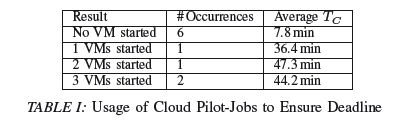 Result #Occurrences Average T_C
No VM started 6 7.8 min
1 VMs started 1 36.4 min
2 VMs started 1 47.3 min
3 VMs started 2 44.2 min
TABLE I: Usage of Cloud Pilot-Jobs to Ensure Deadline